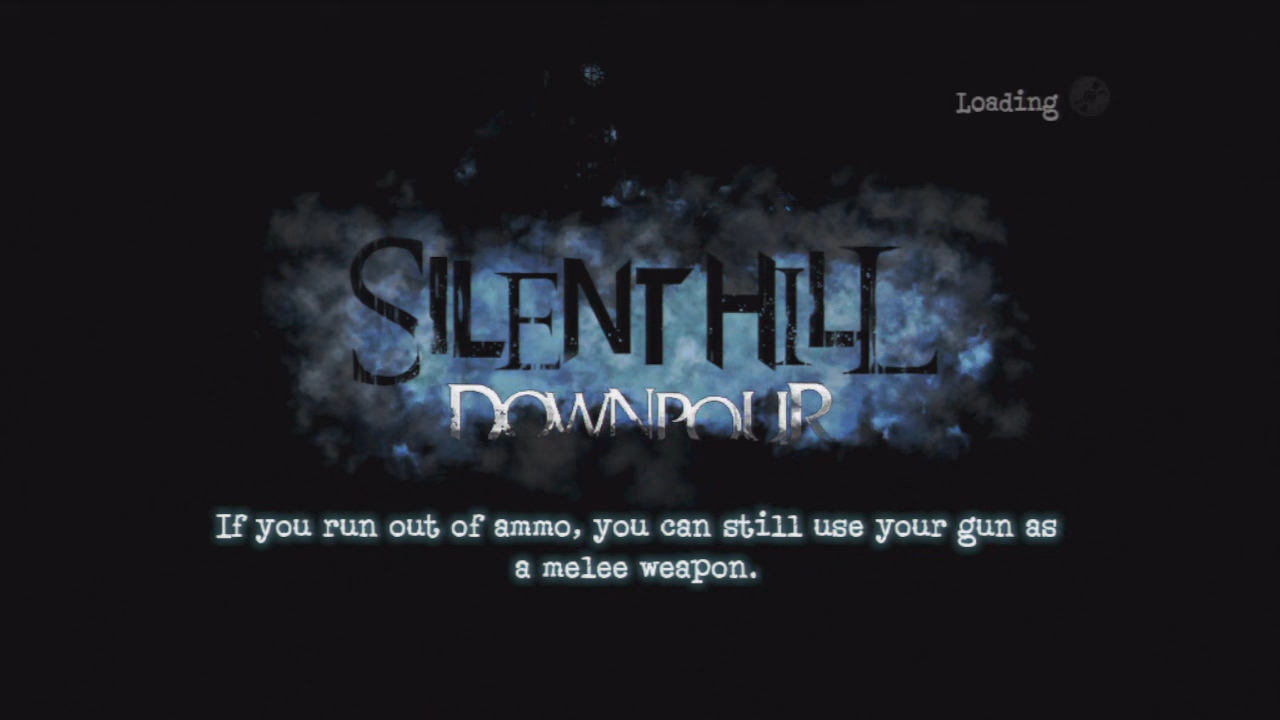 Loading
SILENT HILL
DOWNPOUR
If you run out of ammo, you can still use your gun as
a melee weapon.